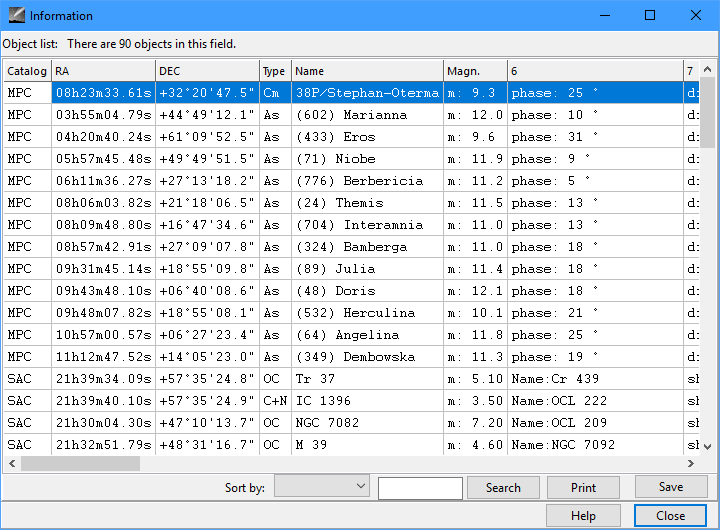 Information
Object list: There are 90 objects in this field.
Catalog RA DEC Type Name Magn. 6 7
MPC 08h23m33.61s +32°20'47.5" Cm 38P/Stephan-Oterma m: 9.3 phase: 25 ° d:
MPC 03h55m04.79s +44°49'12.1" As (602) Marianna m: 12.0 phase: 10 ° d:
MPC 04h20m40.24s +61°09'52.5" As (433) Eros m: 9.6 phase: 31 ° d:
MPC 05h57m45.48s +49°49'51.5" As (71) Niobe m: 11.9 phase: 9 ° d:
MPC 06h11m36.27s +27°13'18.2" As (776) Berbericia m: 11.2 phase: 5 ° d:
MPC 08h06m03.82s +21°18'06.5" As (24) Themis m: 11.5 phase: 13 ° d:
MPC 08h09m48.80s +16°47'34.6" As (704) Interamnia m: 11.0 phase: 13 ° d:
MPC 08h57m42.91s +27°09'07.8" As (324) Bamberga m: 11.0 phase: 18 ° d:
MPC 09h31m45.14s +18°55'09.8" As (89) Julia m: 11.4 phase: 18 ° d:
MPC 09h43m48.10s +06°40'08.6" As (48) Doris m: 12.1 phase: 18 ° d:
MPC 09h48m07.82s +18°55'08.1" As (532) Herculina m: 10.1 phase: 21 ° d:
MPC 10h57m00.57s +06°27'23.4" As (64) Angelina m: 11.8 phase: 25 ° d:
MPC 11h12m47.52s +14°05'23.0" As (349) Dembowska m: 11.3 phase: 19 ° d:
SAC 21h39m34.09s +57°35'24.8" OC Tr 37 m: 5.10 Name:Cr 439 sh
SAC 21h39m40.10s +57°35'24.9" C+N IC 1396 m: 3.50 Name:OCL 222 sh
SAC 21h30m04.30s +47°10'13.7" OC NGC 7082 m: 7.20 Name:OCL 209 sh
SAC 21h32m51.79s +48°31'16.7" OC M 39 m: 4.60 Name:NGC 7092 sh
Sort by: Search Print Save
Help Close